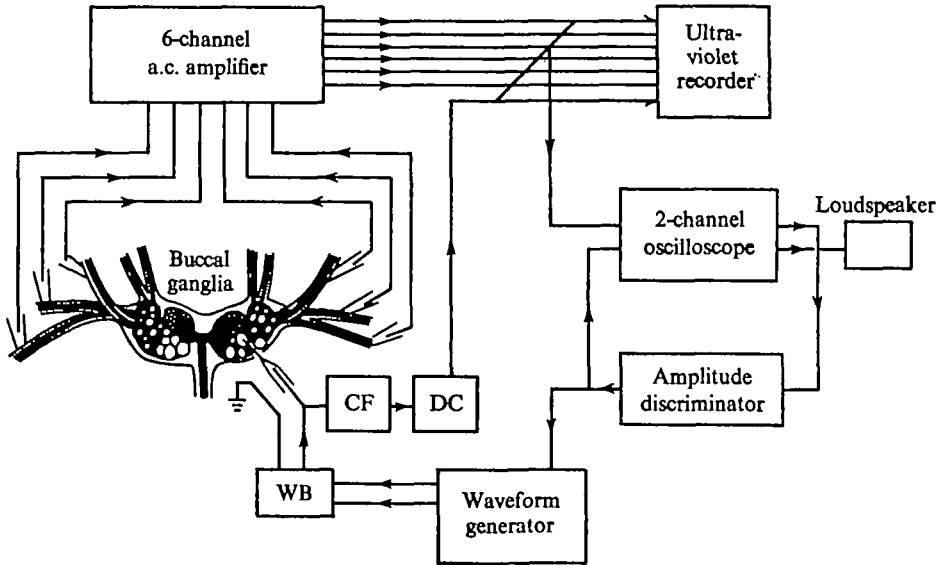 6-channel
a.c. amplifier
Ultra-
violet
recorder
2-channel
oscilloscope
Loudspeaker
Buccal
ganglia
CF
DC
Amplitude
discriminator
WB
Waveform
generator